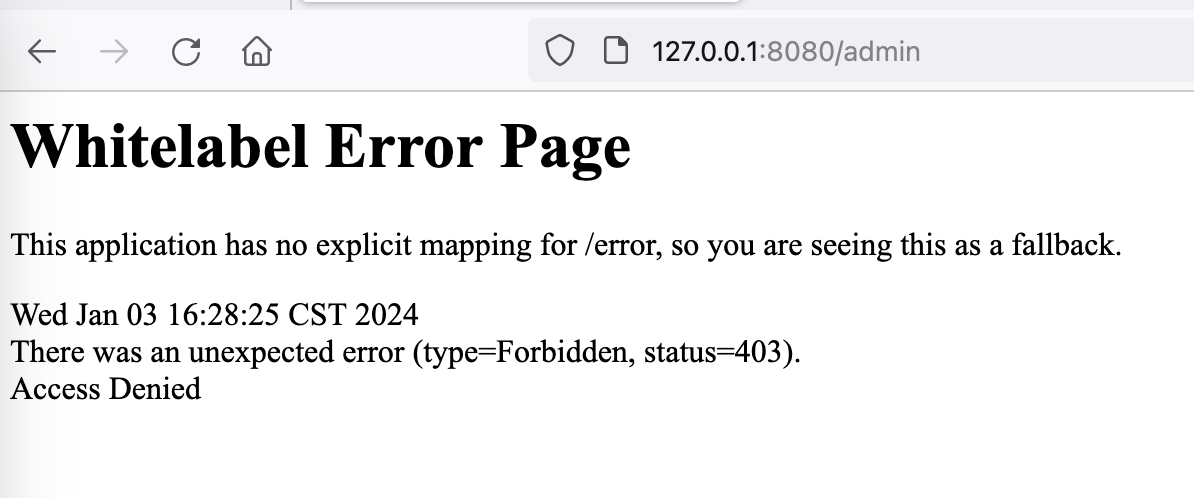 127.0.0.1:8080/admin
Whitelabel Error Page
This application has no explicit mapping for /error, so you are seeing this as a fallback.
Wed Jan 03 16:28:25 CST 2024
There was an unexpected error (type=Forbidden, status=403).
Access Denied